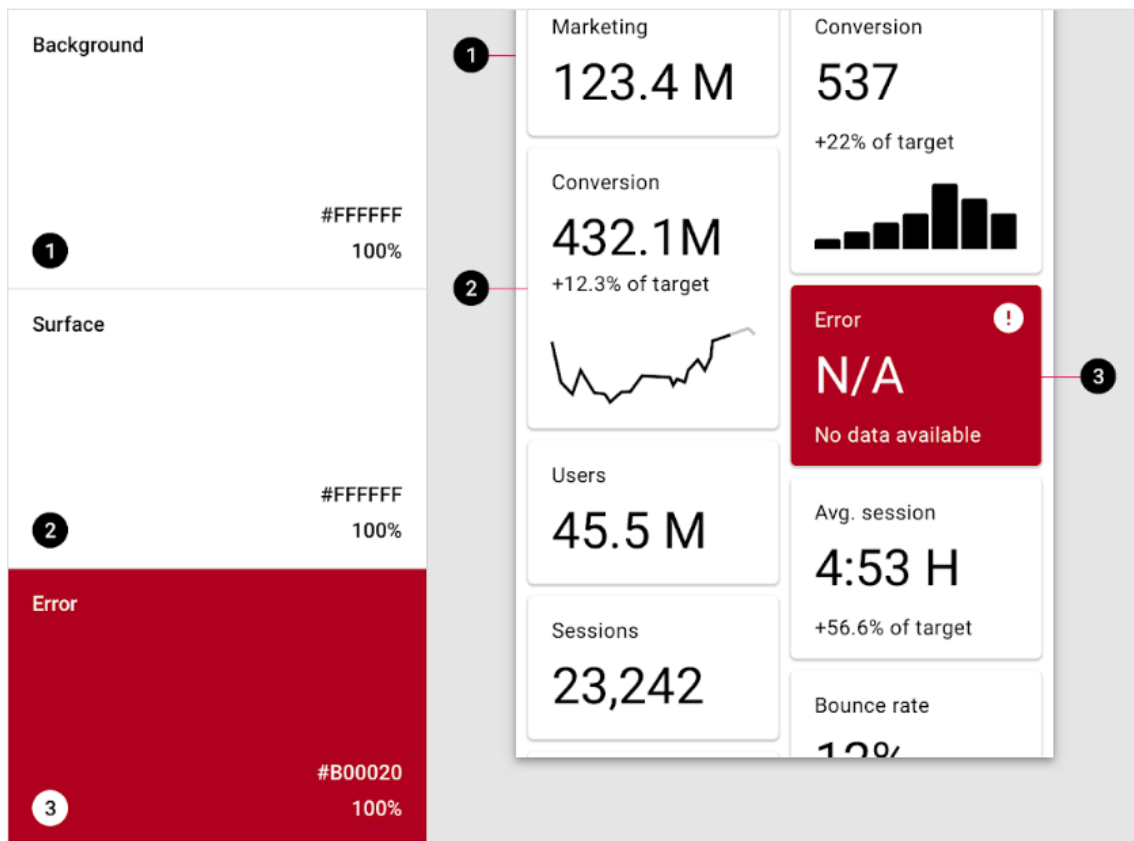 Background
#FFFFFF
1
100%
Surface
#FFFFFF
2
100%
Error
#B00020
3
100%
1
Marketing
123.4 M
Conversion
432.1M
2
+12.3% of target
Users
45.5 M
Sessions
23,242
Conversion
537
+22% of target
Error
!
N/A
3
No data available
Avg. session
4:53 H
+56.6% of target
Bounce rate
12%